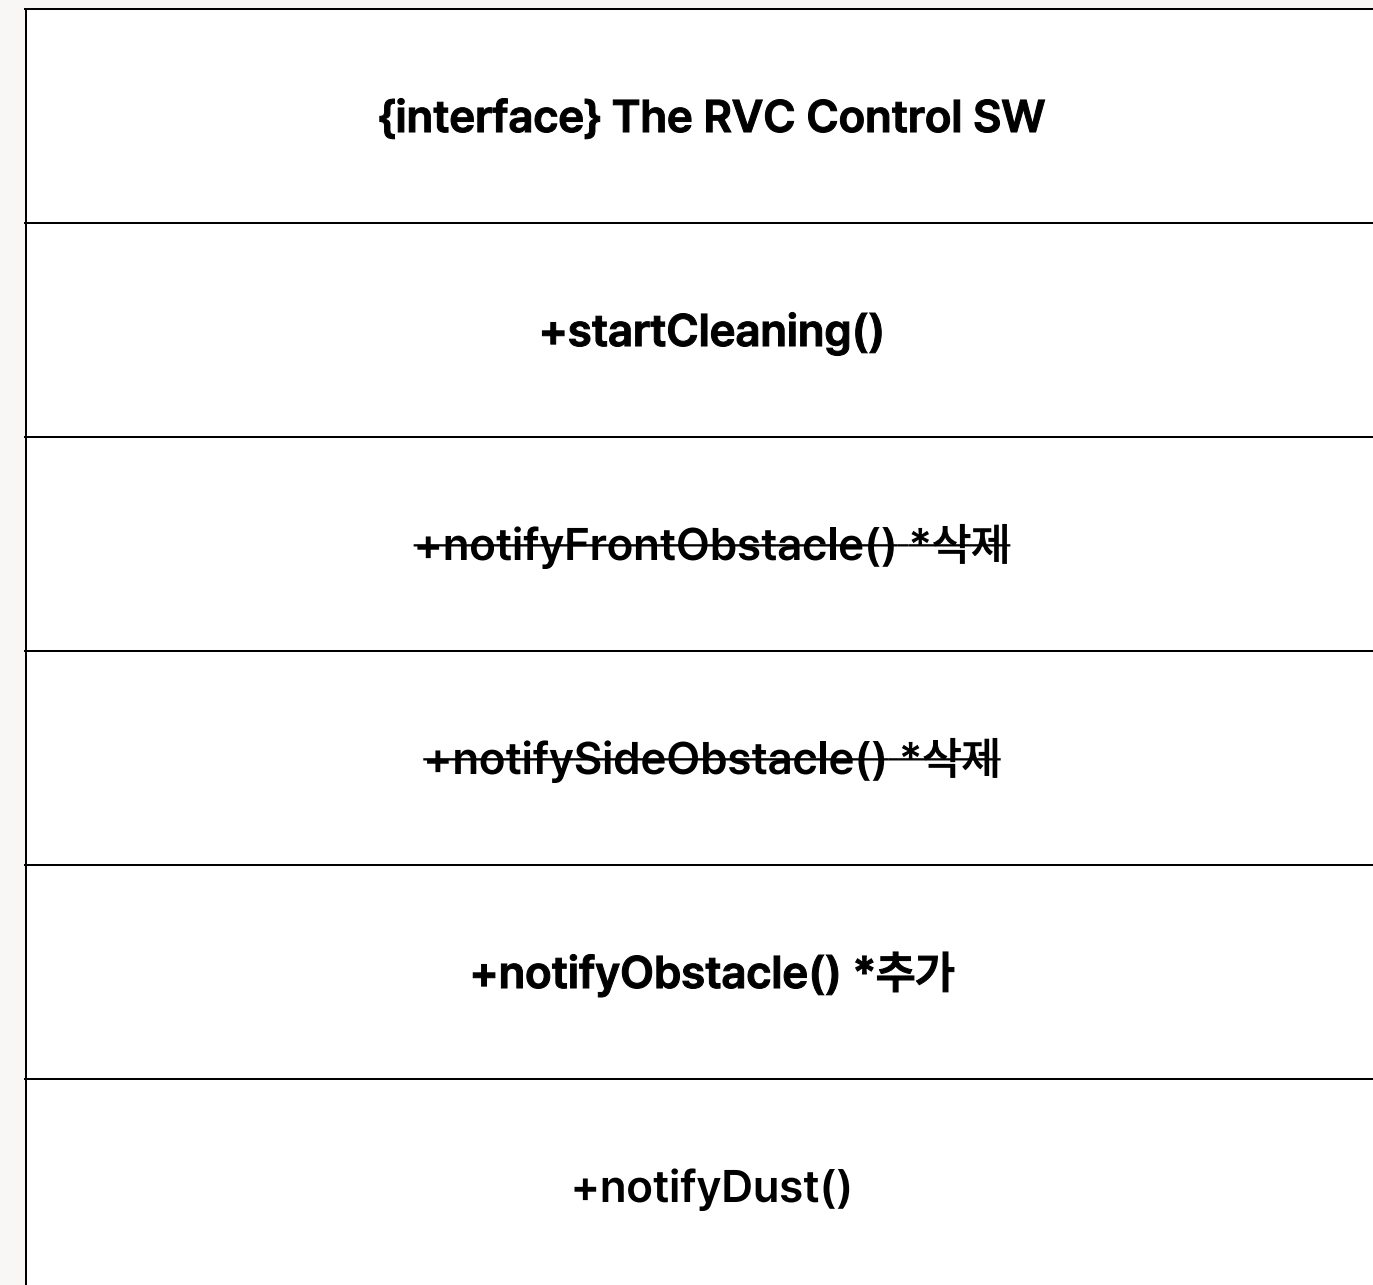 {interface} The RVC Control SW
+startCleaning()
+notifyFrontObstacle() *삭제
+notifySideObstacle() *삭제
+notifyObstacle() *추가
+notifyDust()